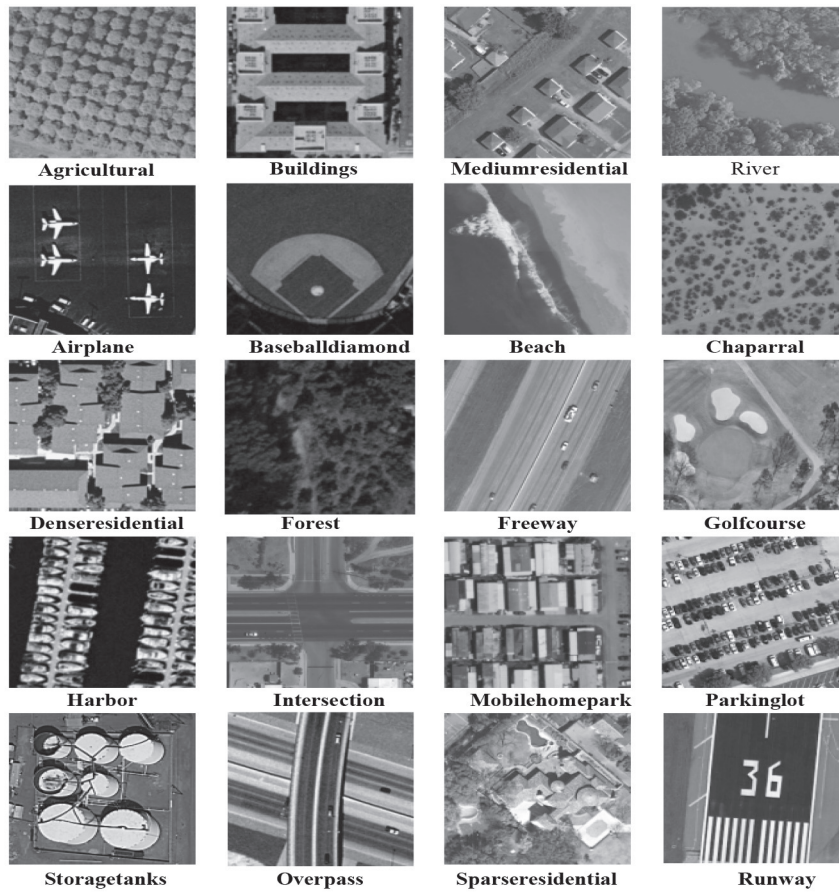 Agricultural Buildings Mediumresidential River
Airplane Baseballdiamond Beach Chaparral
Denseresidential Forest Freeway Golfcourse
Harbor Intersection Mobilehomepark Parkinglot
36
Storagetanks Overpass Sparseresidential Runway